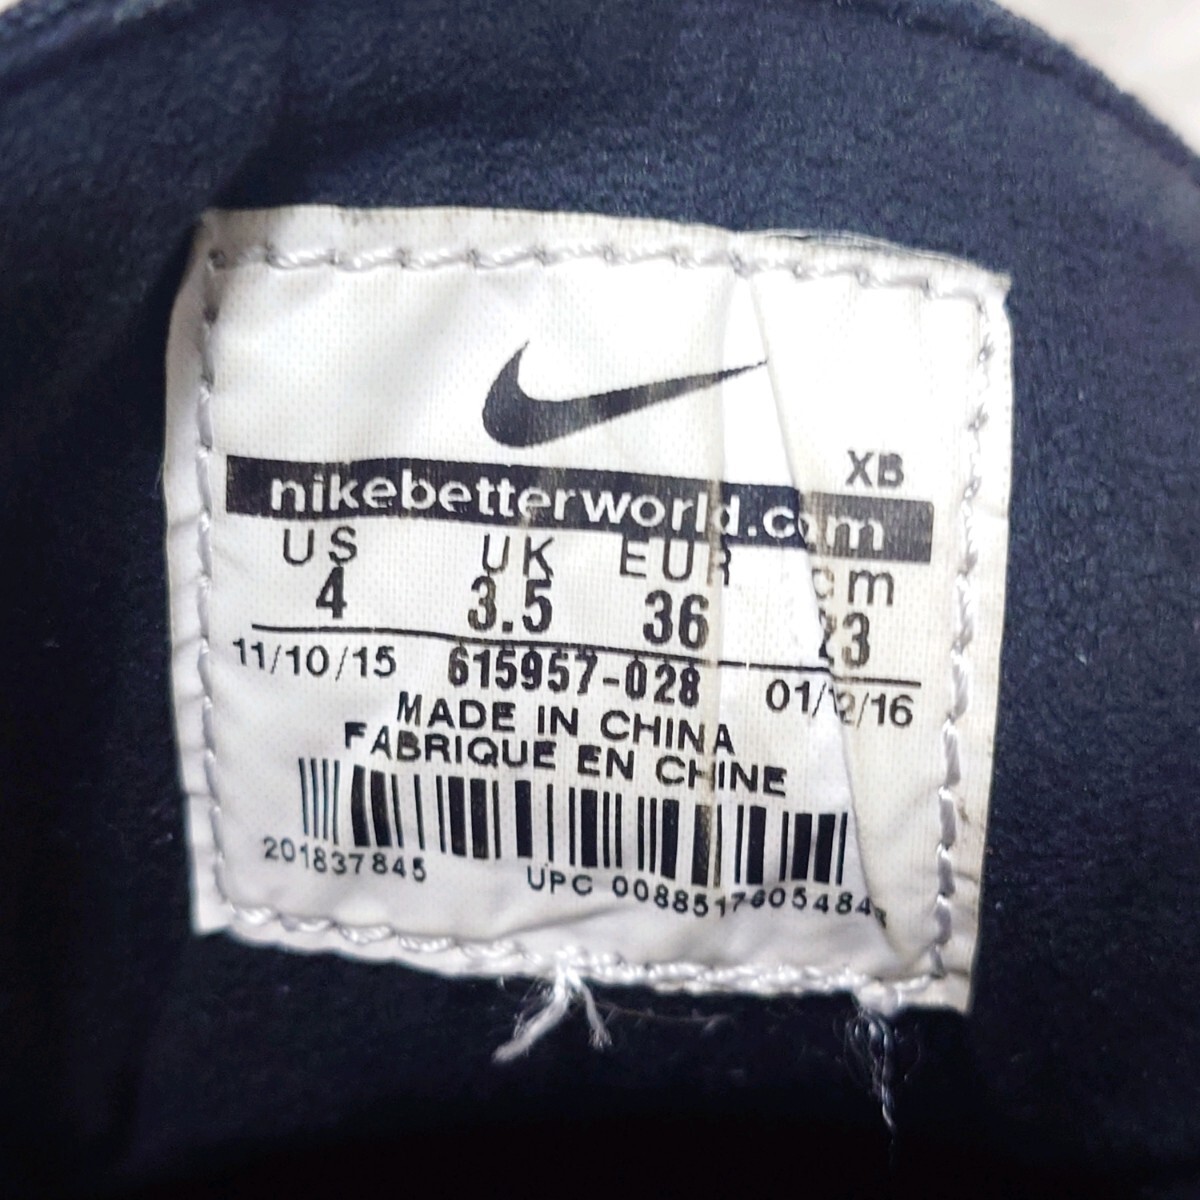 XB
nikebetterworld.com
US UK EUR cm
4 3.5 36 23
11/10/15 615957-028 01/12/16
MADE IN CHINA
FABRIQUE EN CHINE
201837845 UPC